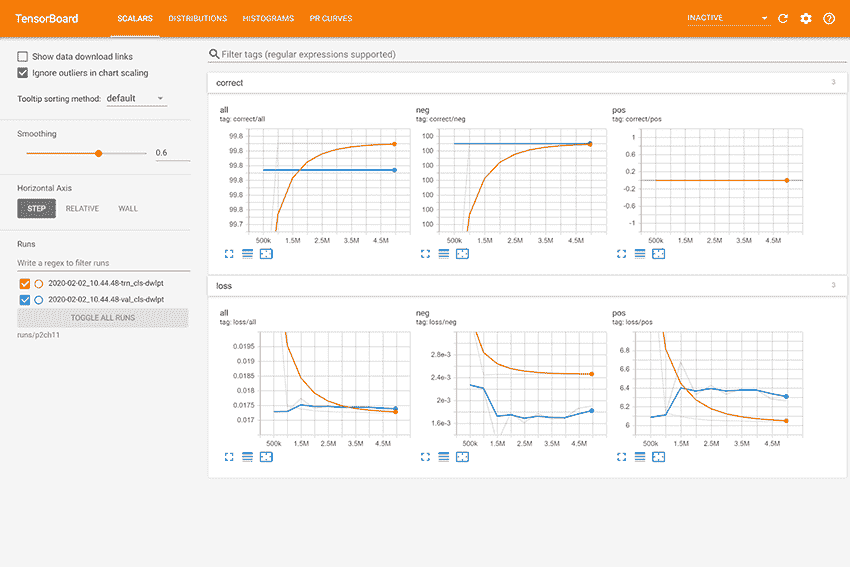 TensorBoard SCALARS DISTRIBUTIONS HISTOGRAMS PR CURVES INACTIVE
Show data download links
Ignore outliers in chart scaling
Tooltip sorting method: default
Smoothing
0.6
Horizontal Axis
STEP RELATIVE WALL
Runs
Write a regex to filter runs
2020-02-02_10.44.48-trn_cls-dwlpt
2020-02-02_10.44.48-val_cls-dwlpt
TOGGLE ALL RUNS
runs/p2ch11
Filter tags (regular expressions supported)
correct 3
all
tag: correct/all
99.8
99.8
99.8
99.8
99.8
99.8
99.7
500k 1.5M 2.5M 3.5M 4.5M
neg
tag: correct/neg
100
100
100
100
100
100
100
500k 1.5M 2.5M 3.5M 4.5M
pos
tag: correct/pos
1
0.6
0.2
-0.2
-0.6
-1
500k 1.5M 2.5M 3.5M 4.5M
loss 3
all
tag: loss/all
0.0195
0.019
0.0185
0.018
0.0175
0.017
500k 1.5M 2.5M 3.5M 4.5M
neg
tag: loss/neg
2.8e-3
2.4e-3
2e-3
1.6e-3
500k 1.5M 2.5M 3.5M 4.5M
pos
tag: loss/pos
6.8
6.6
6.4
6.2
6
500k 1.5M 2.5M 3.5M 4.5M